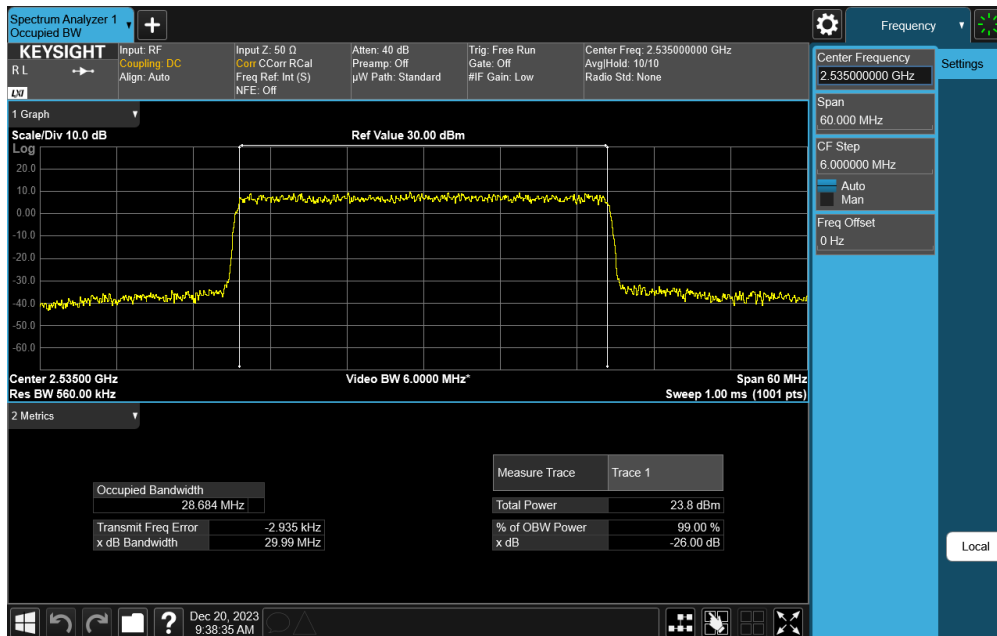 Spectrum Analyzer 1
Occupied BW
+
Frequency
KEYSIGHT
R L
LXI
Input: RF
Coupling: DC
Align: Auto
Input Z: 50 Ω
Corr CCorr RCal
Freq Ref: Int (S)
NFE: Off
Atten: 40 dB
Preamp: Off
µW Path: Standard
Trig: Free Run
Gate: Off
#IF Gain: Low
Center Freq: 2.535000000 GHz
Avg|Hold: 10/10
Radio Std: None
Center Frequency
2.535000000 GHz
Settings
Span
60.000 MHz
CF Step
6.000000 MHz
Auto
Man
Freq Offset
0 Hz
1 Graph
Scale/Div 10.0 dB
Ref Value 30.00 dBm
Log
20.0
10.0
0.00
-10.0
-20.0
-30.0
-40.0
-50.0
-60.0
Center 2.53500 GHz
Video BW 6.0000 MHz*
Span 60 MHz
Res BW 560.00 kHz
Sweep 1.00 ms (1001 pts)
2 Metrics
Occupied Bandwidth
28.684 MHz
Transmit Freq Error -2.935 kHz
x dB Bandwidth 29.99 MHz
Measure Trace Trace 1
Total Power 23.8 dBm
% of OBW Power 99.00 %
x dB -26.00 dB
Local
?
Dec 20, 2023
9:38:35 AM